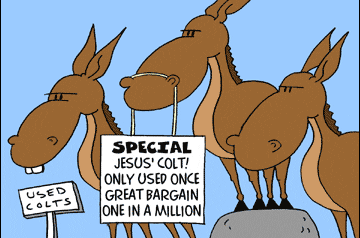 SPECIAL
JESUS' COLT!
ONLY USED ONCE
GREAT BARGAIN
ONE IN A MILLION
USED
COLTS